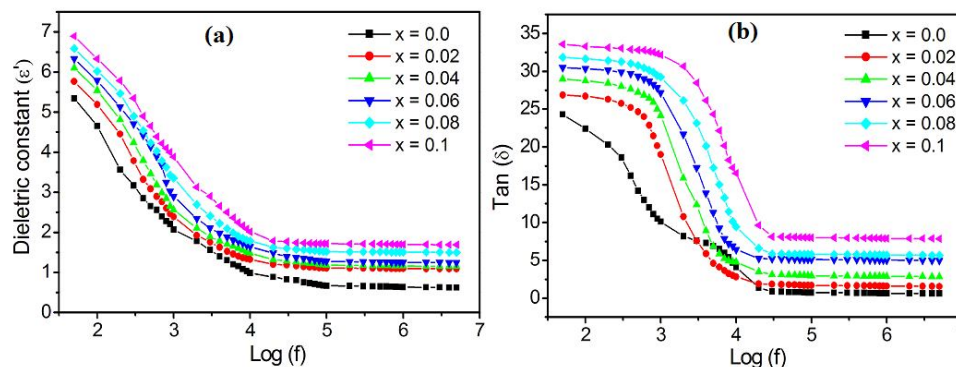 (a)
x = 0.0
x = 0.02
x = 0.04
x = 0.06
x = 0.08
x = 0.1
Dieletric constant (ε')
7
6
5
4
3
2
1
0
2 3 4 5 6 7
Log (f)
(b)
x = 0.0
x = 0.02
x = 0.04
x = 0.06
x = 0.08
x = 0.1
Tan (δ)
35
30
25
20
15
10
5
0
2 3 4 5 6
Log (f)